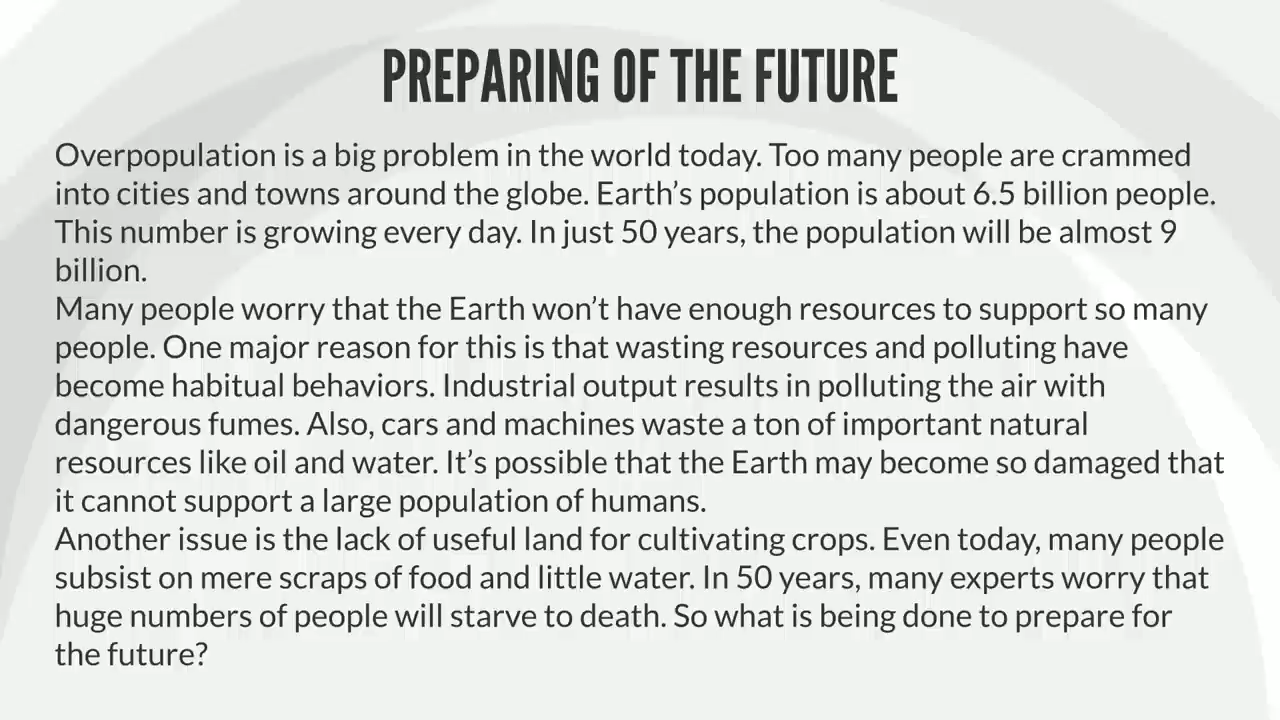 PREPARING OF THE FUTURE
Overpopulation is a big problem in the world today. Too many people are crammed
into cities and towns around the globe. Earth’s population is about 6.5 billion people.
This number is growing every day. In just 50 years, the population will be almost 9
billion.
Many people worry that the Earth won’t have enough resources to support so many
people. One major reason for this is that wasting resources and polluting have
become habitual behaviors. Industrial output results in polluting the air with
dangerous fumes. Also, cars and machines waste a ton of important natural
resources like oil and water. It’s possible that the Earth may become so damaged that
it cannot support a large population of humans.
Another issue is the lack of useful land for cultivating crops. Even today, many people
subsist on mere scraps of food and little water. In 50 years, many experts worry that
huge numbers of people will starve to death. So what is being done to prepare for
the future?